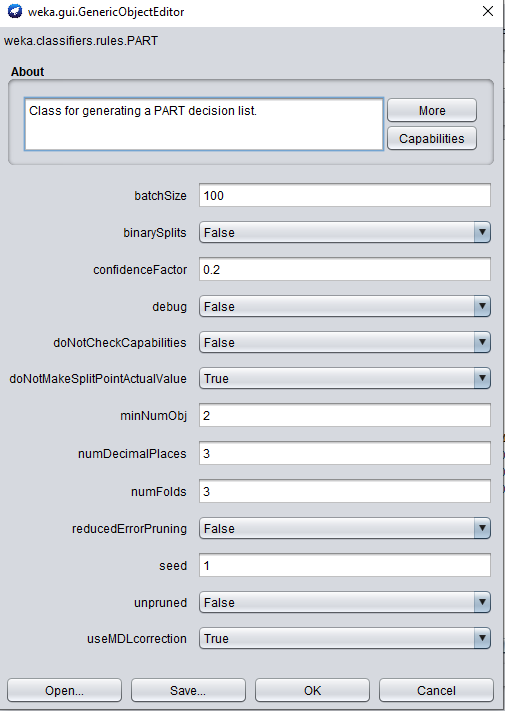 weka.gui.GenericObjectEditor
weka.classifiers.rules.PART
About
Class for generating a PART decision list.
More
Capabilities
batchSize 100
binarySplits False
confidenceFactor 0.2
debug False
doNotCheckCapabilities False
doNotMakeSplitPointActualValue True
minNumObj 2
numDecimalPlaces 3
numFolds 3
reducedErrorPruning False
seed 1
unpruned False
useMDLcorrection True
Open... Save... OK Cancel